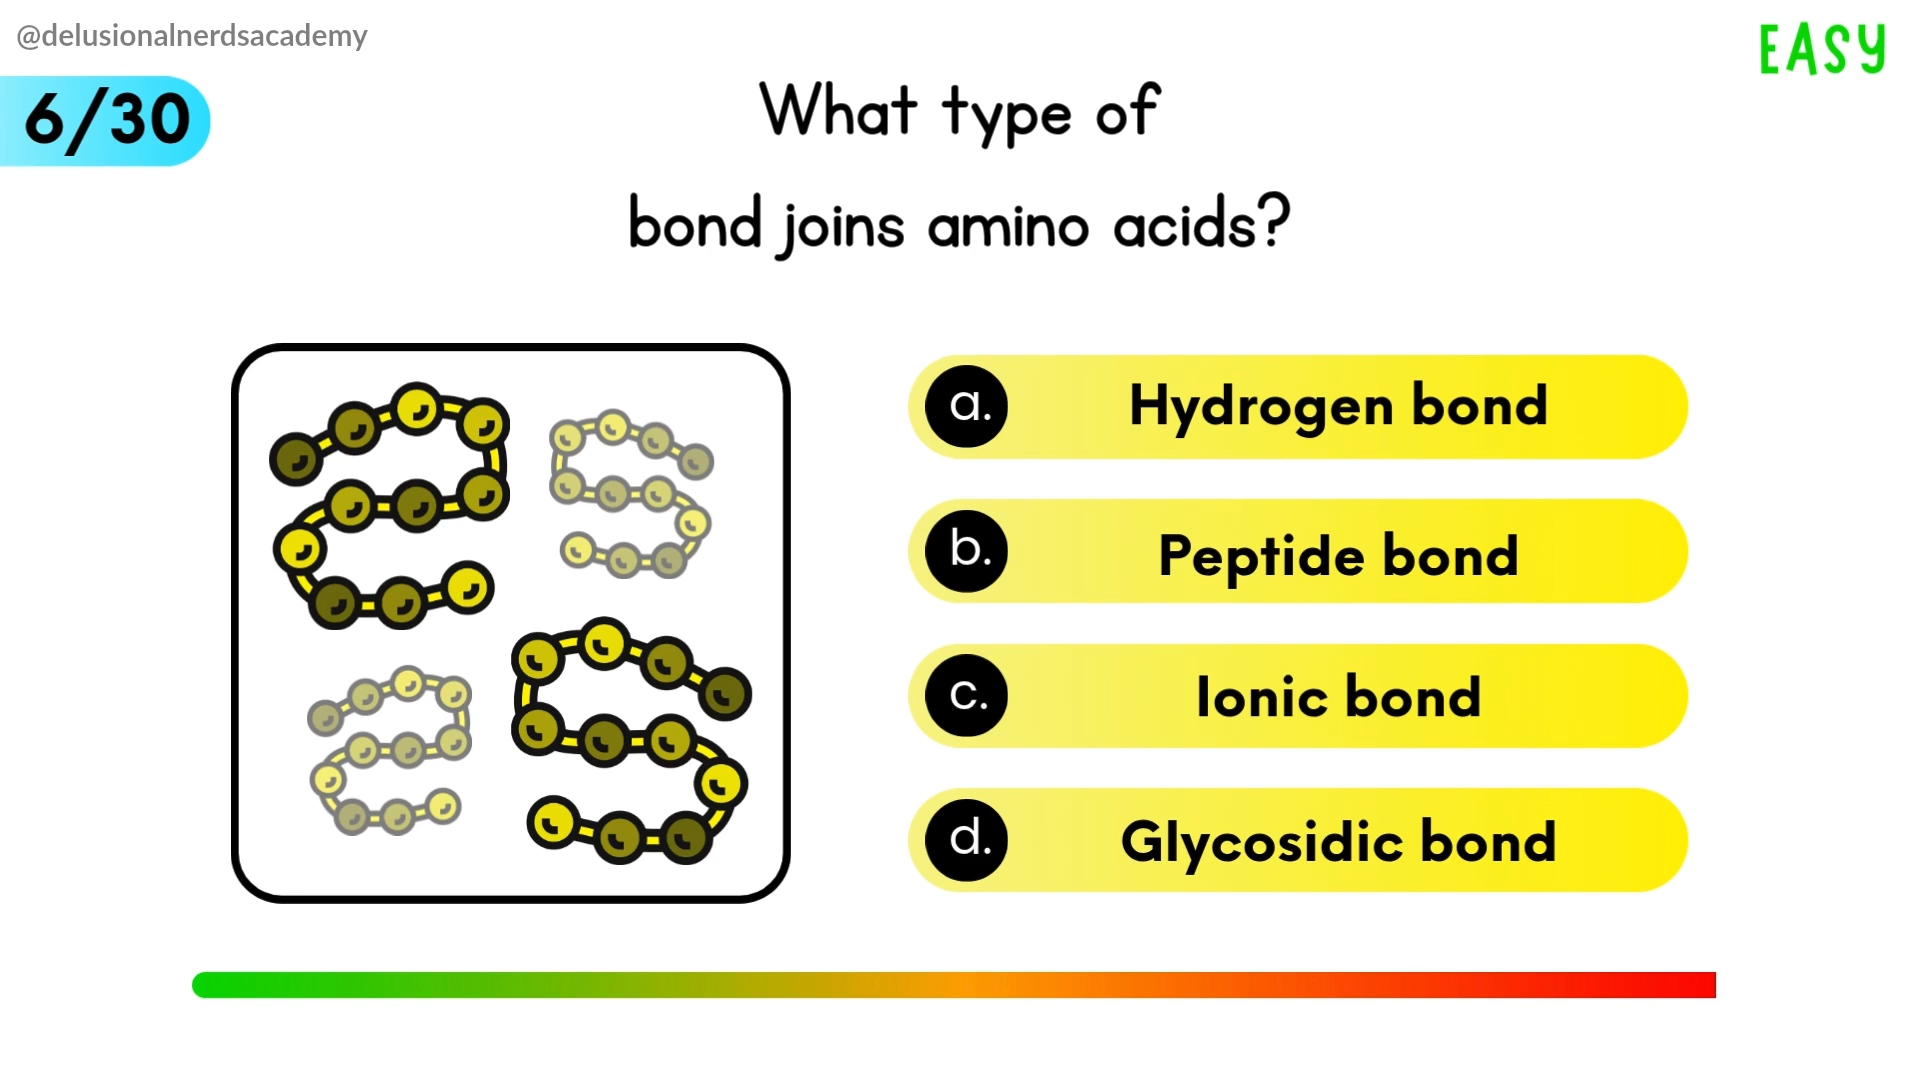 @delusionalnerdsacademy
EASY
6/30
What type of
bond joins amino acids?
a. Hydrogen bond
b. Peptide bond
c. Ionic bond
d. Glycosidic bond